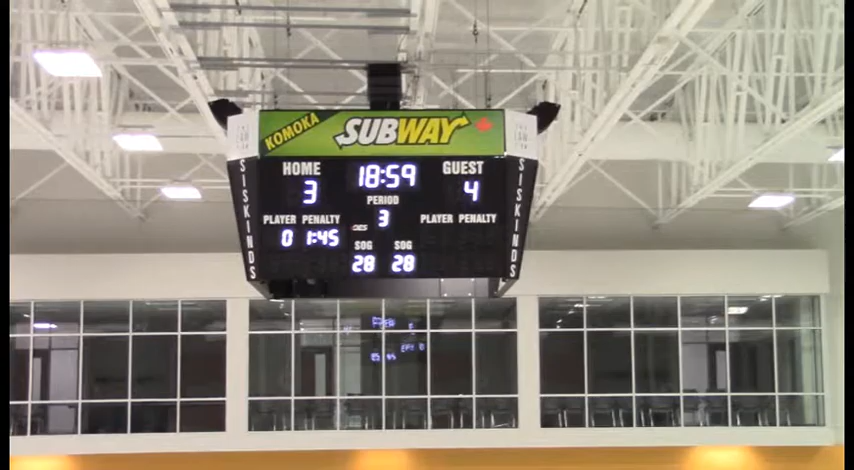 KOMOKA SUBWAY
HOME 18:59 GUEST
3 4
PERIOD
3
PLAYER PENALTY PLAYER PENALTY
0 1:45
SOG SOG
28 28
SISKINDS
SISKINDS